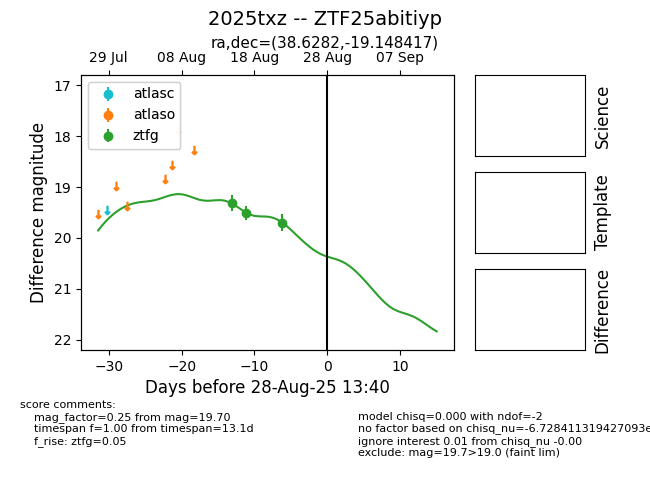 2025txz -- ZTF25abitiyp
ra,dec=(38.6282,-19.148417)
29 Jul
08 Aug
18 Aug
28 Aug
07 Sep
17
18
19
20
21
22
Difference magnitude
atlasc
atlaso
ztfg
−30
−20
−10
0
10
Days before 28-Aug-25 13:40
Science
Template
Difference
score comments:
mag_factor=0.25 from mag=19.70
timespan f=1.00 from timespan=13.1d
f_rise: ztfg=0.05
model chisq=0.000 with ndof=-2
no factor based on chisq_nu=-6.728411319427093e
ignore interest 0.01 from chisq_nu -0.00
exclude: mag=19.7>19.0 (faint lim)